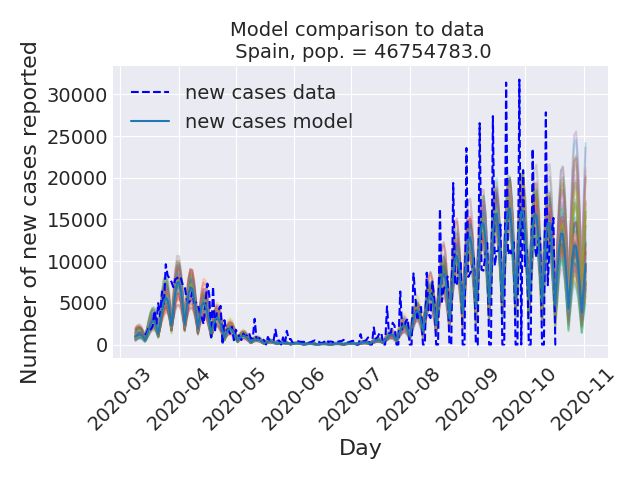 Model comparison to data
Spain, pop. = 46754783.0
Number of new cases reported
30000
25000
20000
15000
10000
5000
0
new cases data
new cases model
2020-03
2020-04
2020-05
2020-06
2020-07
2020-08
2020-09
2020-10
2020-11
Day